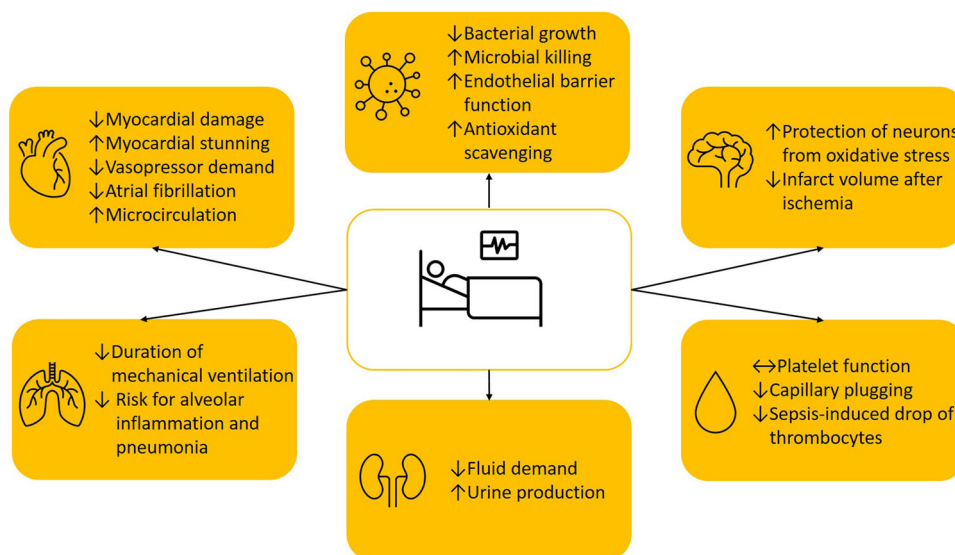 ↓Bacterial growth
↑Microbial killing
↑Endothelial barrier
function
↑Antioxidant
scavenging
↓Myocardial damage
↑Myocardial stunning
↓Vasopressor demand
↓Atrial fibrillation
↑Microcirculation
↑Protection of neurons
from oxidative stress
↓Infarct volume after
ischemia
↓Duration of
mechanical ventilation
↓ Risk for alveolar
inflammation and
pneumonia
↔Platelet function
↓Capillary plugging
↓Sepsis-induced drop of
thrombocytes
↓Fluid demand
↑Urine production